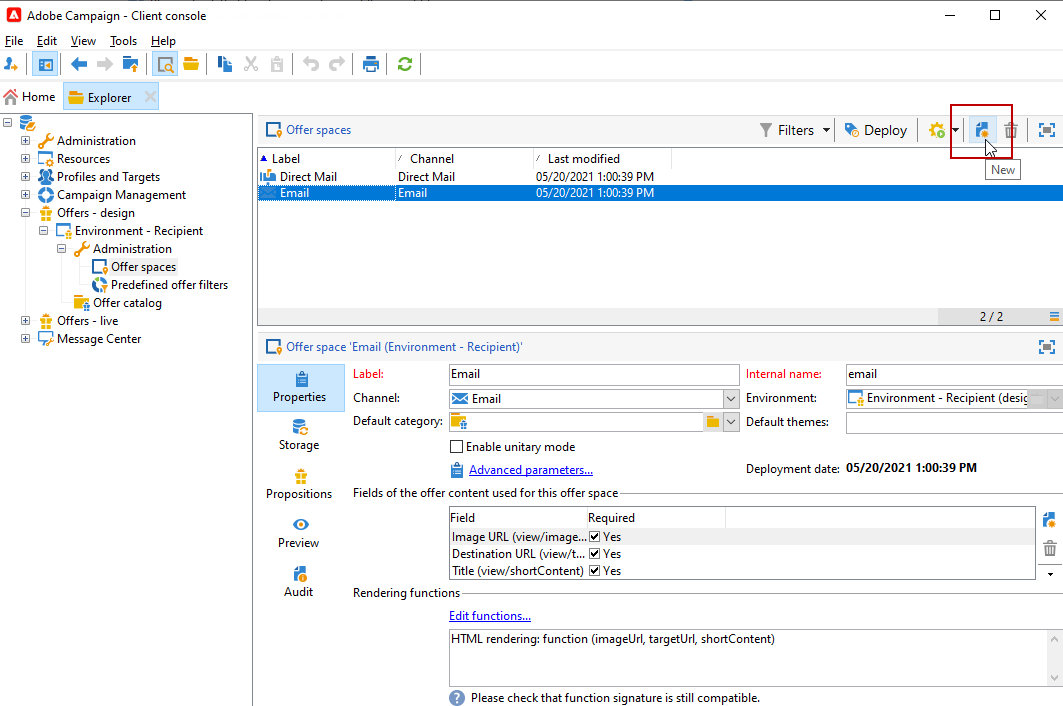 Adobe Campaign - Client console
File Edit View Tools Help
Home Explorer
Administration
Resources
Profiles and Targets
Campaign Management
Offers - design
Environment - Recipient
Administration
Offer spaces
Predefined offer filters
Offer catalog
Offers - live
Message Center
Offer spaces Filters Deploy
New
Label Channel Last modified
Direct Mail Direct Mail 05/20/2021 1:00:39 PM
Email Email 05/20/2021 1:00:39 PM
2 / 2
Offer space 'Email (Environment - Recipient)'
Properties
Storage
Propositions
Preview
Audit
Label: Email Internal name: email
Channel: Email Environment: Environment - Recipient (desig
Default category: Default themes:
Enable unitary mode
Advanced parameters... Deployment date: 05/20/2021 1:00:39 PM
Fields of the offer content used for this offer space
Field Required
Image URL (view/image... Yes
Destination URL (view/t... Yes
Title (view/shortContent) Yes
Rendering functions
Edit functions...
HTML rendering: function (imageUrl, targetUrl, shortContent)
? Please check that function signature is still compatible.